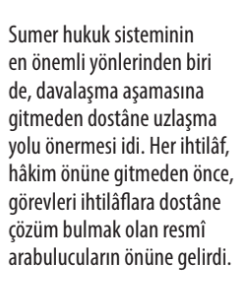 Sumer hukuk sisteminin
en önemli yönlerinden biri
de, davalaşma aşamasına
gitmeden dostâne uzlaşma
yolu önermesi idi. Her ihtilâf,
hâkim önüne gitmeden önce,
görevleri ihtilâflara dostâne
çözüm bulmak olan resmî
arabulucuların önüne gelirdi.